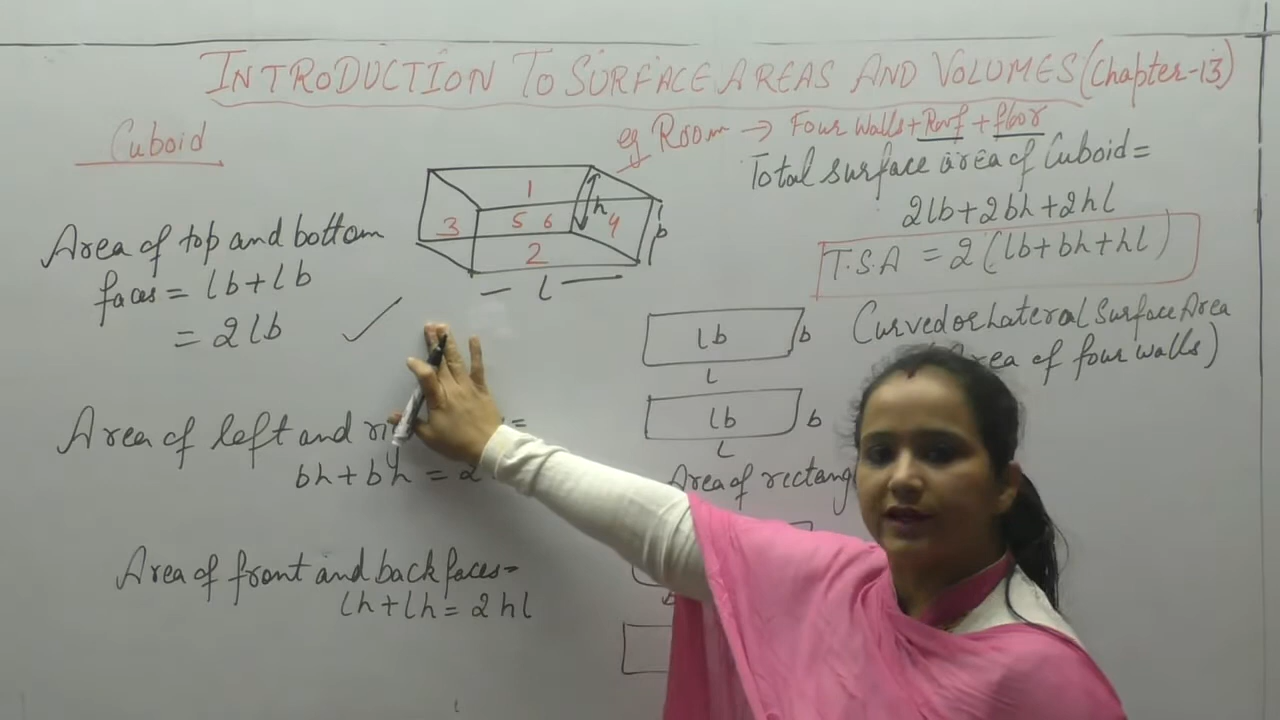 INTRODUCTION TO SURFACE AREAS AND VOLUMES (Chapter-13)
Cuboid
eg Room → Four Walls + Roof + floor
Area of top and bottom
faces = lb + lb
= 2lb
1
3 5 6 4
2
h
b
l
Total surface area of Cuboid =
2lb + 2bh + 2hl
T.S.A = 2 (lb + bh + hl)
lb b
l
lb b
L
Curved or Lateral Surface Area
Area of four walls)
Area of left and
bh + bh = 2
Area of
Area of front and back faces =
lh + lh = 2hl